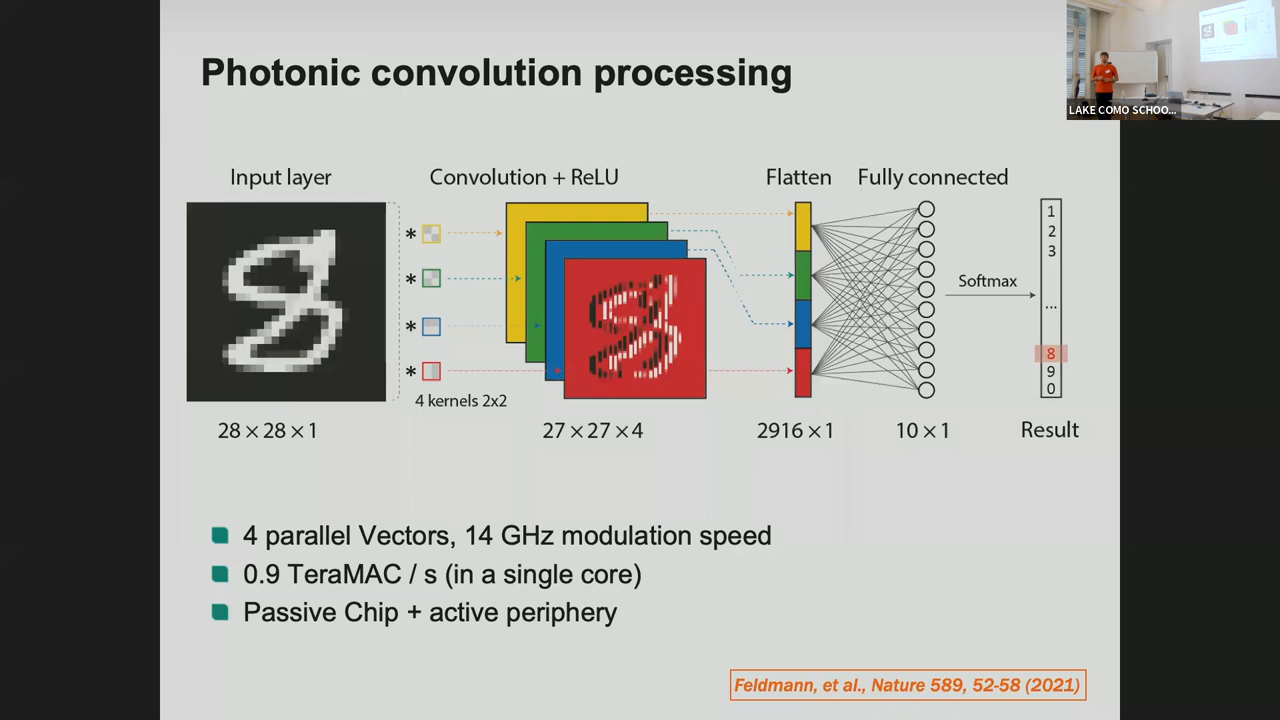 Photonic convolution processing
LAKE COMO SCHOO...
Input layer
Convolution + ReLU
Flatten
Fully connected
*
*
*
*
4 kernels 2x2
Softmax
1
2
3
...
8
9
0
28 × 28 × 1
27 × 27 × 4
2916 × 1
10 × 1
Result
4 parallel Vectors, 14 GHz modulation speed
0.9 TeraMAC / s (in a single core)
Passive Chip + active periphery
Feldmann, et al., Nature 589, 52-58 (2021)